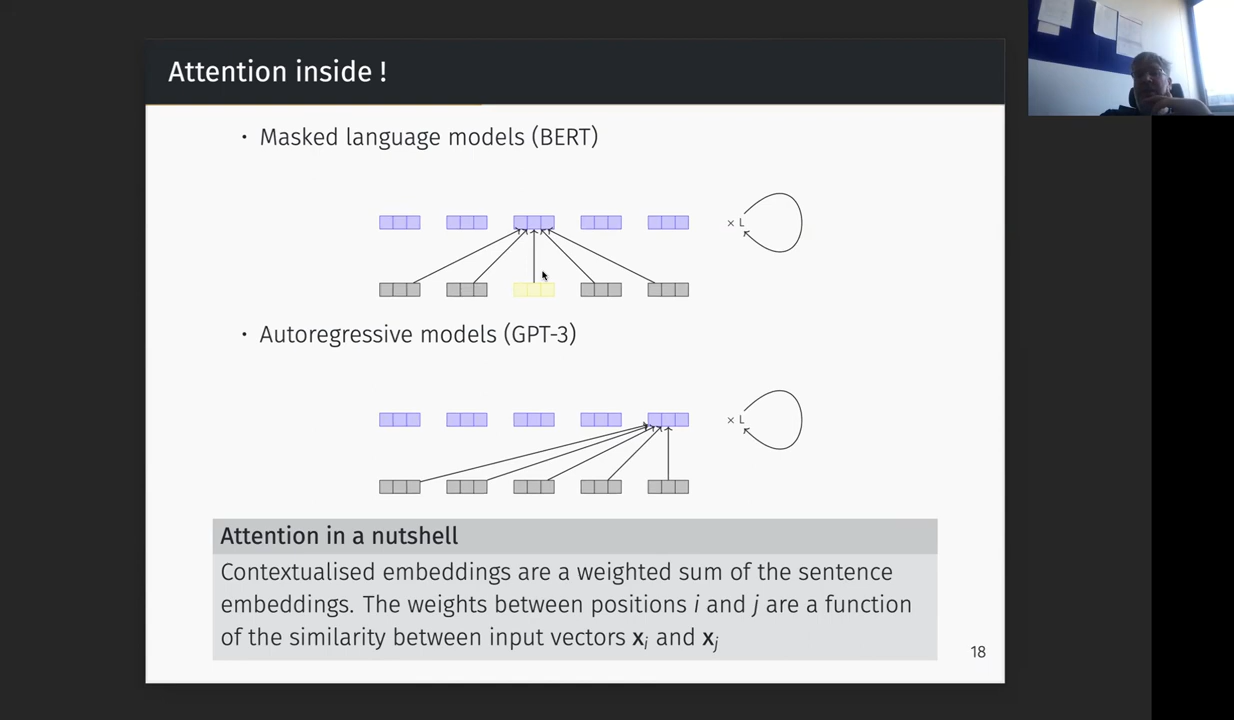 Attention inside !
· Masked language models (BERT)
× L
· Autoregressive models (GPT-3)
× L
Attention in a nutshell
Contextualised embeddings are a weighted sum of the sentence
embeddings. The weights between positions i and j are a function
of the similarity between input vectors xᵢ and xⱼ
18